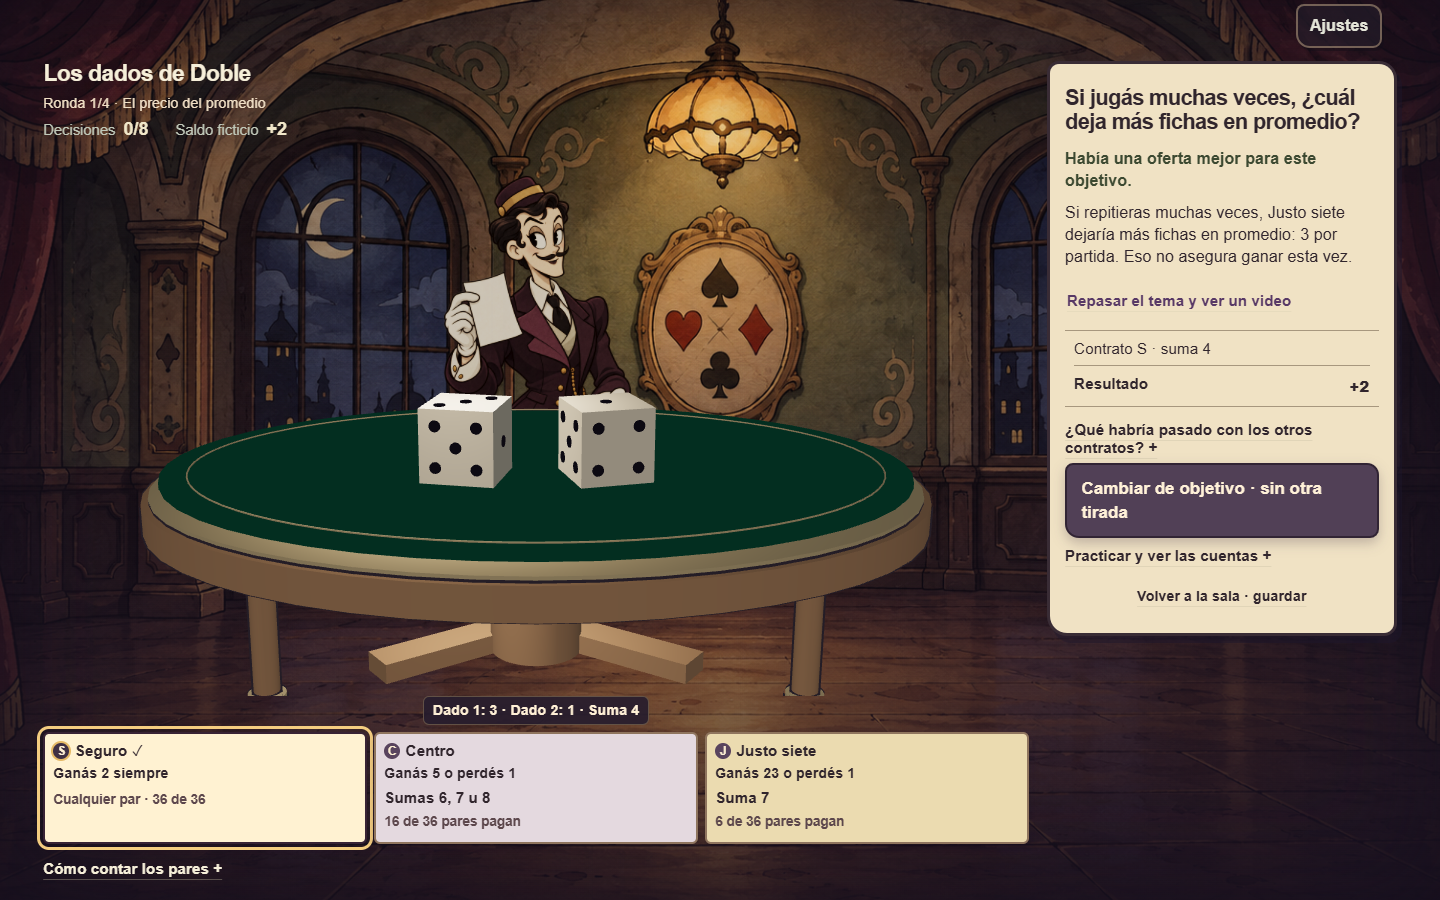 Ajustes
Los dados de Doble
Ronda 1/4 · El precio del promedio
Decisiones 0/8 Saldo ficticio +2
Si jugás muchas veces, ¿cuál
deja más fichas en promedio?
Había una oferta mejor para este
objetivo.
Si repitieras muchas veces, Justo siete
dejaría más fichas en promedio: 3 por
partida. Eso no asegura ganar esta vez.
Repasar el tema y ver un video
Contrato S · suma 4
Resultado +2
¿Qué habría pasado con los otros
contratos? +
Cambiar de objetivo · sin otra
tirada
Practicar y ver las cuentas +
Volver a la sala · guardar
Dado 1: 3 · Dado 2: 1 · Suma 4
S Seguro ✓
Ganás 2 siempre
Cualquier par · 36 de 36
C Centro
Ganás 5 o perdés 1
Sumas 6, 7 u 8
16 de 36 pares pagan
J Justo siete
Ganás 23 o perdés 1
Suma 7
6 de 36 pares pagan
Cómo contar los pares +